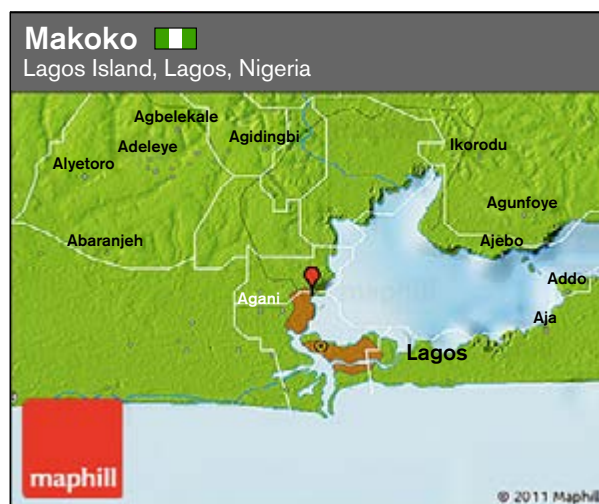 Makoko
Lagos Island, Lagos, Nigeria
Agbelekale
Adeleye
Agidingbi
Alyetoro
Ikorodu
Agunfoye
Abaranjeh
Ajebo
Addo
Agani
Aja
Lagos
maphill
© 2011 Maphill